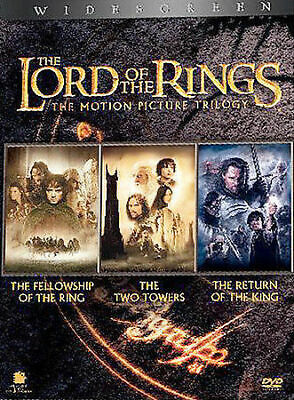 WIDESCREEN
THE
LORD OF THE RINGS
THE MOTION PICTURE TRILOGY
THE FELLOWSHIP
OF THE RING
THE
TWO TOWERS
THE RETURN
OF THE KING
DVD